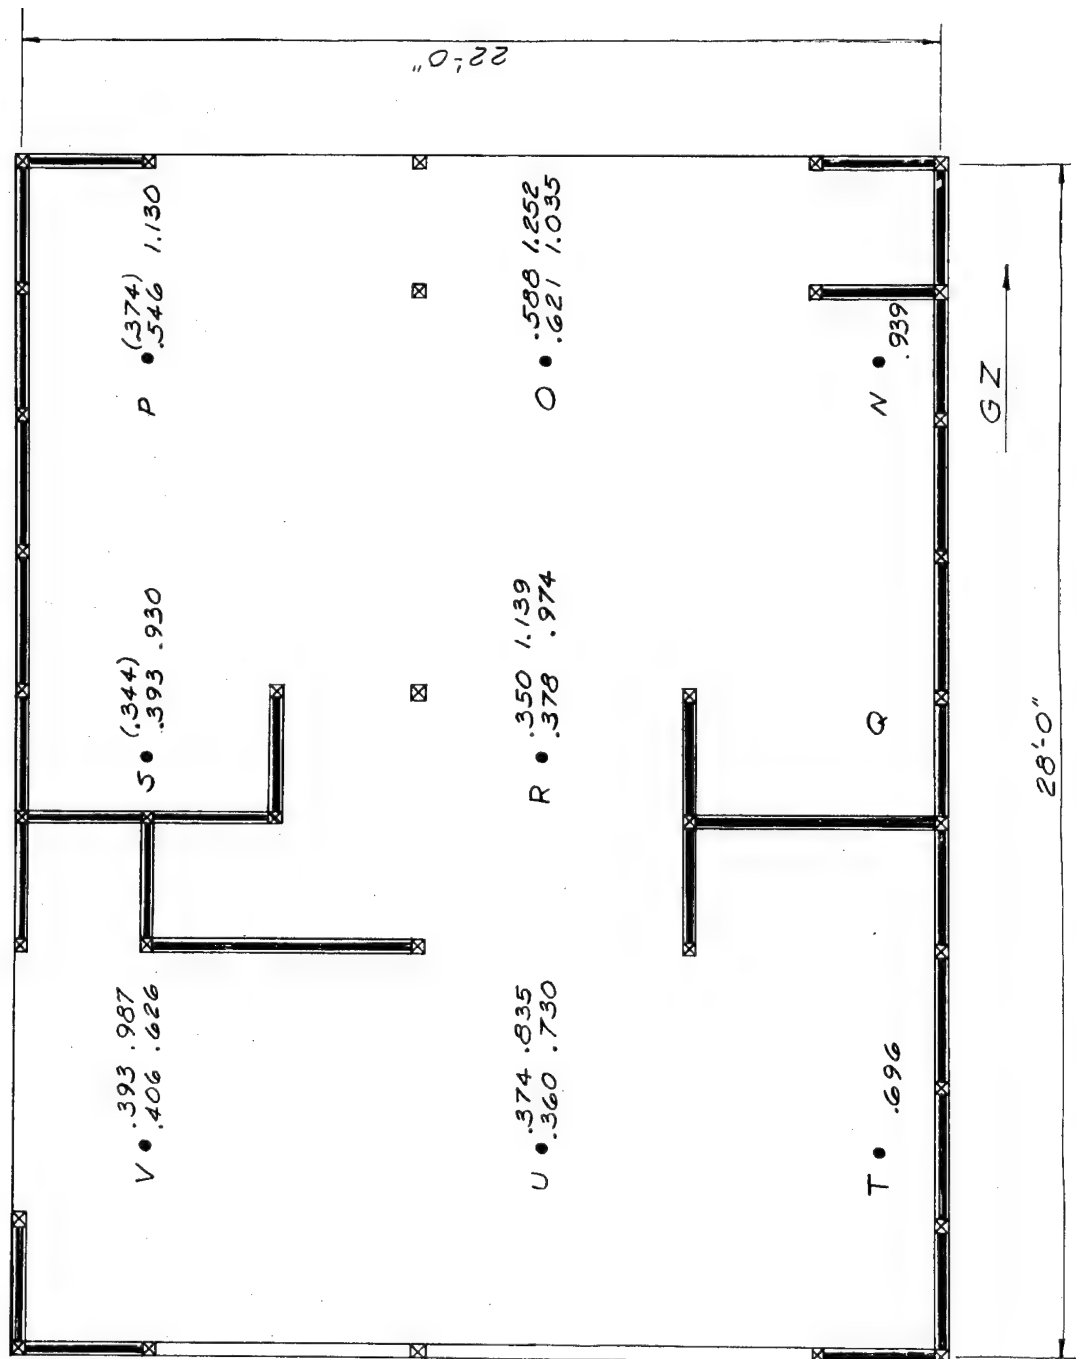 22'-0"
P
(.374)
.546 1.130
O
.588 1.252
.621 1.035
N
.939
GZ
S
(.344)
.393 .930
R
.350 1.139
.378 .974
Q
28'-0"
V
.393 .987
.406 .626
U
.374 .835
.360 .730
T
.696